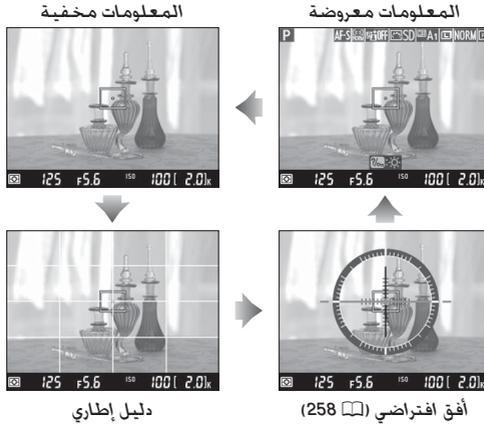 المعلومات معروضة
المعلومات مخفية
P AF-S OFF SD A1 L NORM
125 F5.6 ISO 100 [ 2.0]K
125 F5.6 ISO 100 [ 2.0]K
125 F5.6 ISO 100 [ 2.0]K
125 F5.6 ISO 100 [ 2.0]K
أفق افتراضي (258)
دليل إطاري